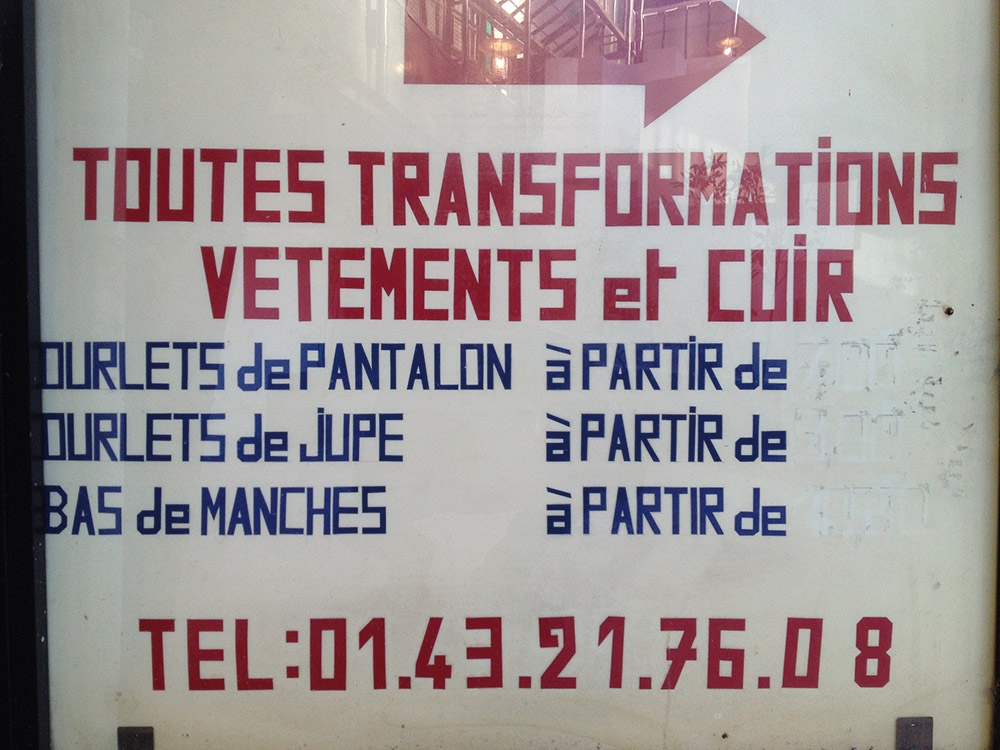 TOUTES TRANSFORMATiONS
VETEMENTS et CUiR
OURLETS de PANTALON à PARTiR de
OURLETS de JUPE à PARTiR de
BAS de MANCHES à PARTIR de
TEL:01.43.21.76.08